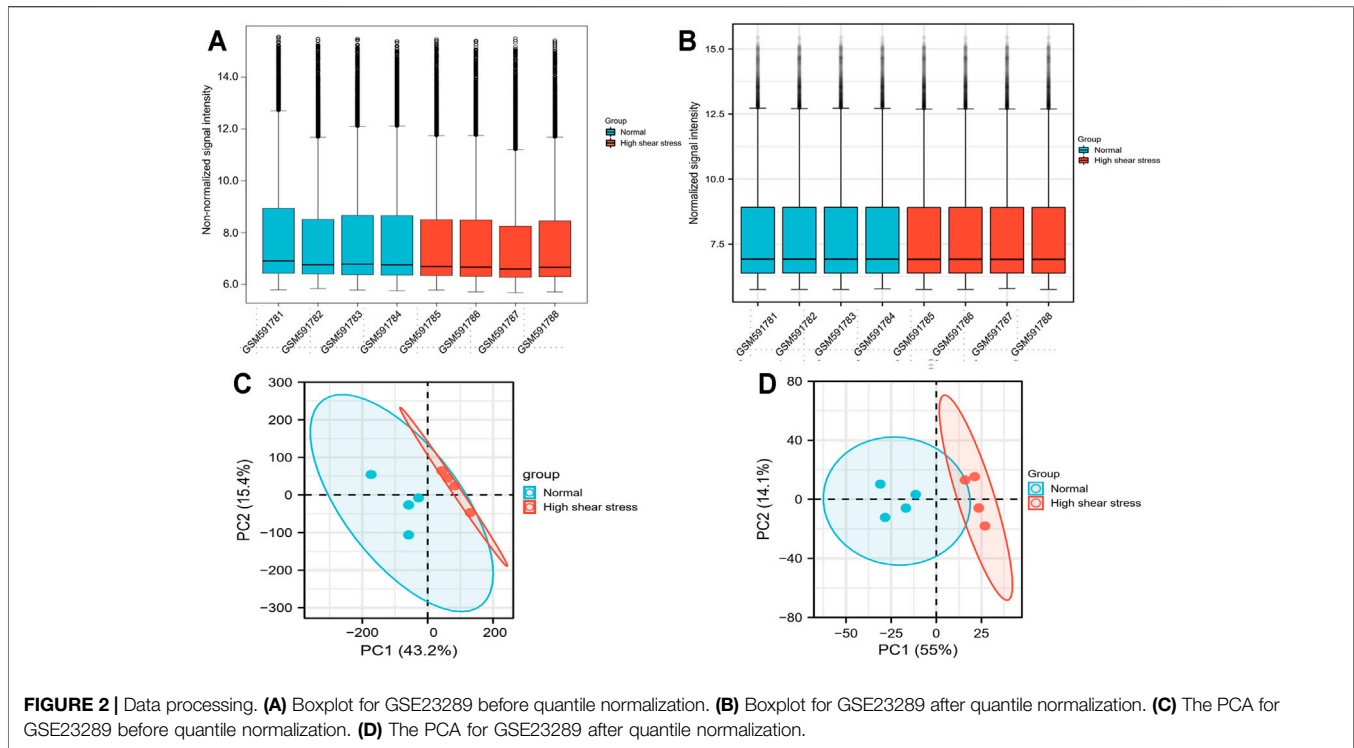 A
Non-normalized signal intensity
14.0
12.0
10.0
8.0
6.0
GSM591781
GSM591782
GSM591783
GSM591784
GSM591785
GSM591786
GSM591787
GSM591788
Group
Normal
High shear stress
B
Normalized signal intensity
15.0
12.5
10.0
7.5
GSM591781
GSM591782
GSM591783
GSM591784
GSM591785
GSM591786
GSM591787
GSM591788
Group
Normal
High shear stress
C
PC2 (15.4%)
300
200
100
0
−100
−200
−300
−200
0
200
PC1 (43.2%)
group
Normal
High shear stress
D
PC2 (14.1%)
80
40
0
−40
−80
−50
−25
0
25
PC1 (55%)
Group
Normal
High shear stress
FIGURE 2 | Data processing. (A) Boxplot for GSE23289 before quantile normalization. (B) Boxplot for GSE23289 after quantile normalization. (C) The PCA for
GSE23289 before quantile normalization. (D) The PCA for GSE23289 after quantile normalization.